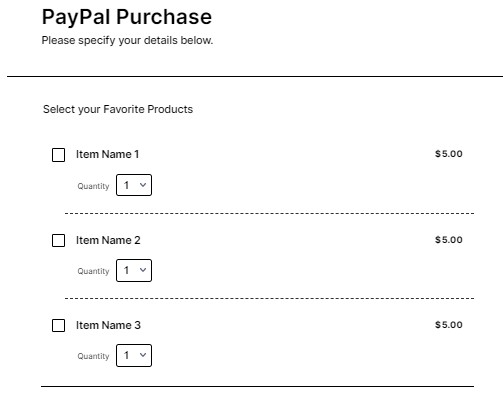 PayPal Purchase
Please specify your details below.
Select your Favorite Products
Item Name 1 $5.00
Quantity 1
Item Name 2 $5.00
Quantity 1
Item Name 3 $5.00
Quantity 1